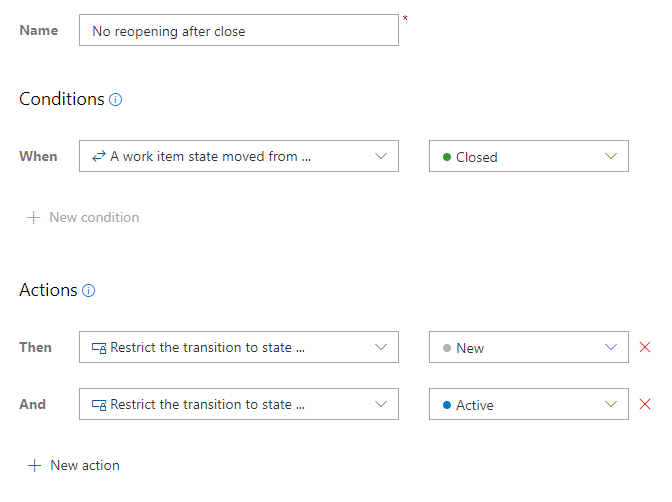 Name No reopening after close *
Conditions
When A work item state moved from ... Closed
New condition
Actions
Then Restrict the transition to state ... New
And Restrict the transition to state ... Active
New action